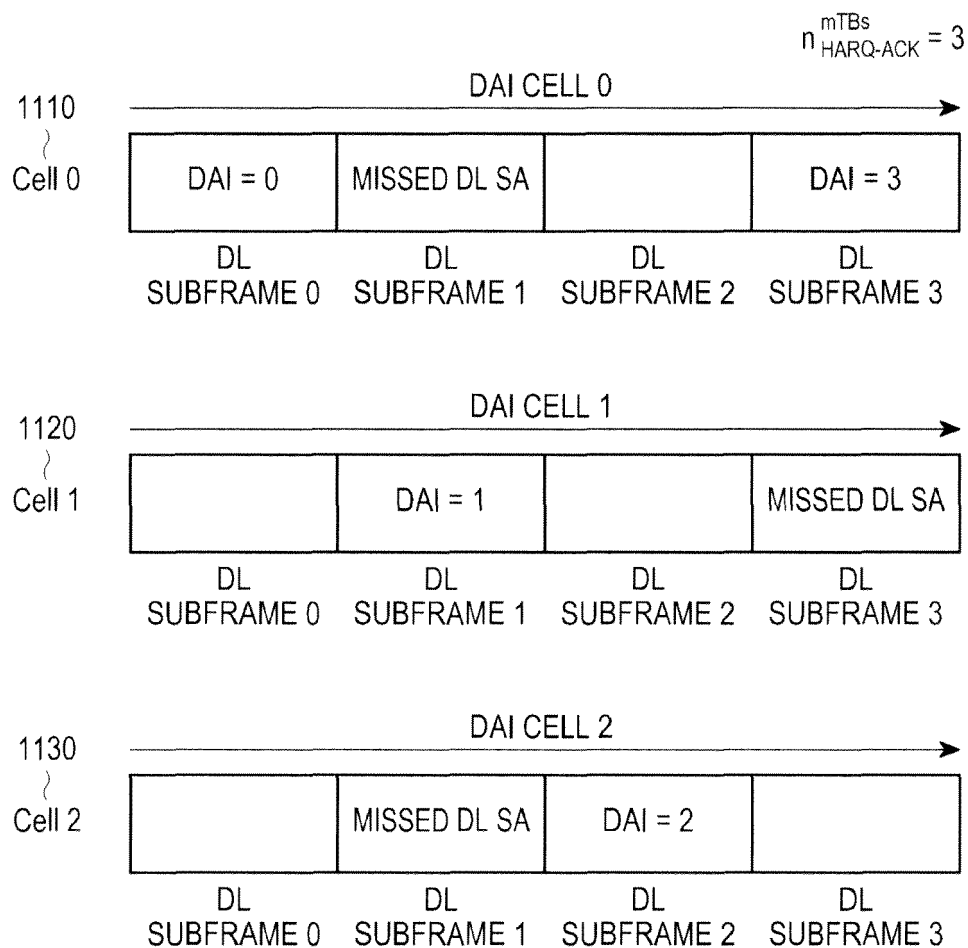 n mTBs HARQ-ACK = 3
DAI CELL 0
1110
Cell 0
DAI = 0 MISSED DL SA DAI = 3
DL DL DL DL
SUBFRAME 0 SUBFRAME 1 SUBFRAME 2 SUBFRAME 3
DAI CELL 1
1120
Cell 1
DAI = 1 MISSED DL SA
DL DL DL DL
SUBFRAME 0 SUBFRAME 1 SUBFRAME 2 SUBFRAME 3
DAI CELL 2
1130
Cell 2
MISSED DL SA DAI = 2
DL DL DL DL
SUBFRAME 0 SUBFRAME 1 SUBFRAME 2 SUBFRAME 3